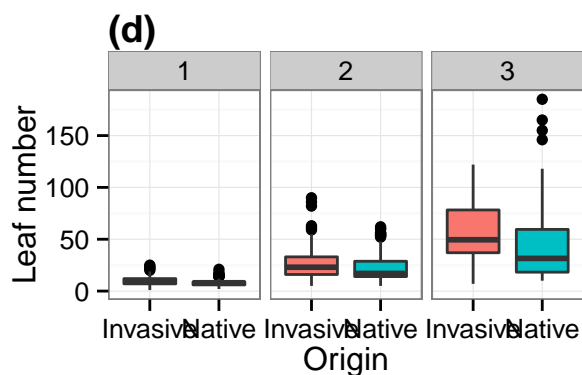 (d)
1 2 3
Leaf number
150
100
50
0
Invasive Native Invasive Native Invasive Native
Origin